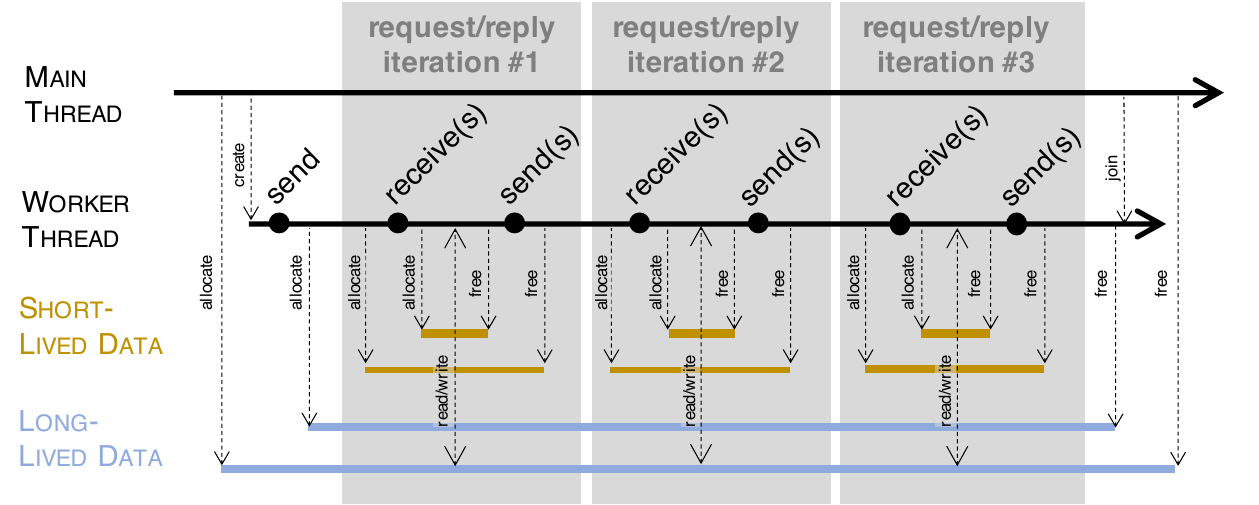 request/reply
iteration #1
request/reply
iteration #2
request/reply
iteration #3
MAIN
THREAD
create
join
send
receive(s)
send(s)
receive(s)
send(s)
receive(s)
send(s)
WORKER
THREAD
allocate
allocate
allocate
allocate
free
free
allocate
allocate
free
free
allocate
allocate
free
free
free
free
SHORT-
LIVED DATA
read/write
read/write
read/write
LONG-
LIVED DATA